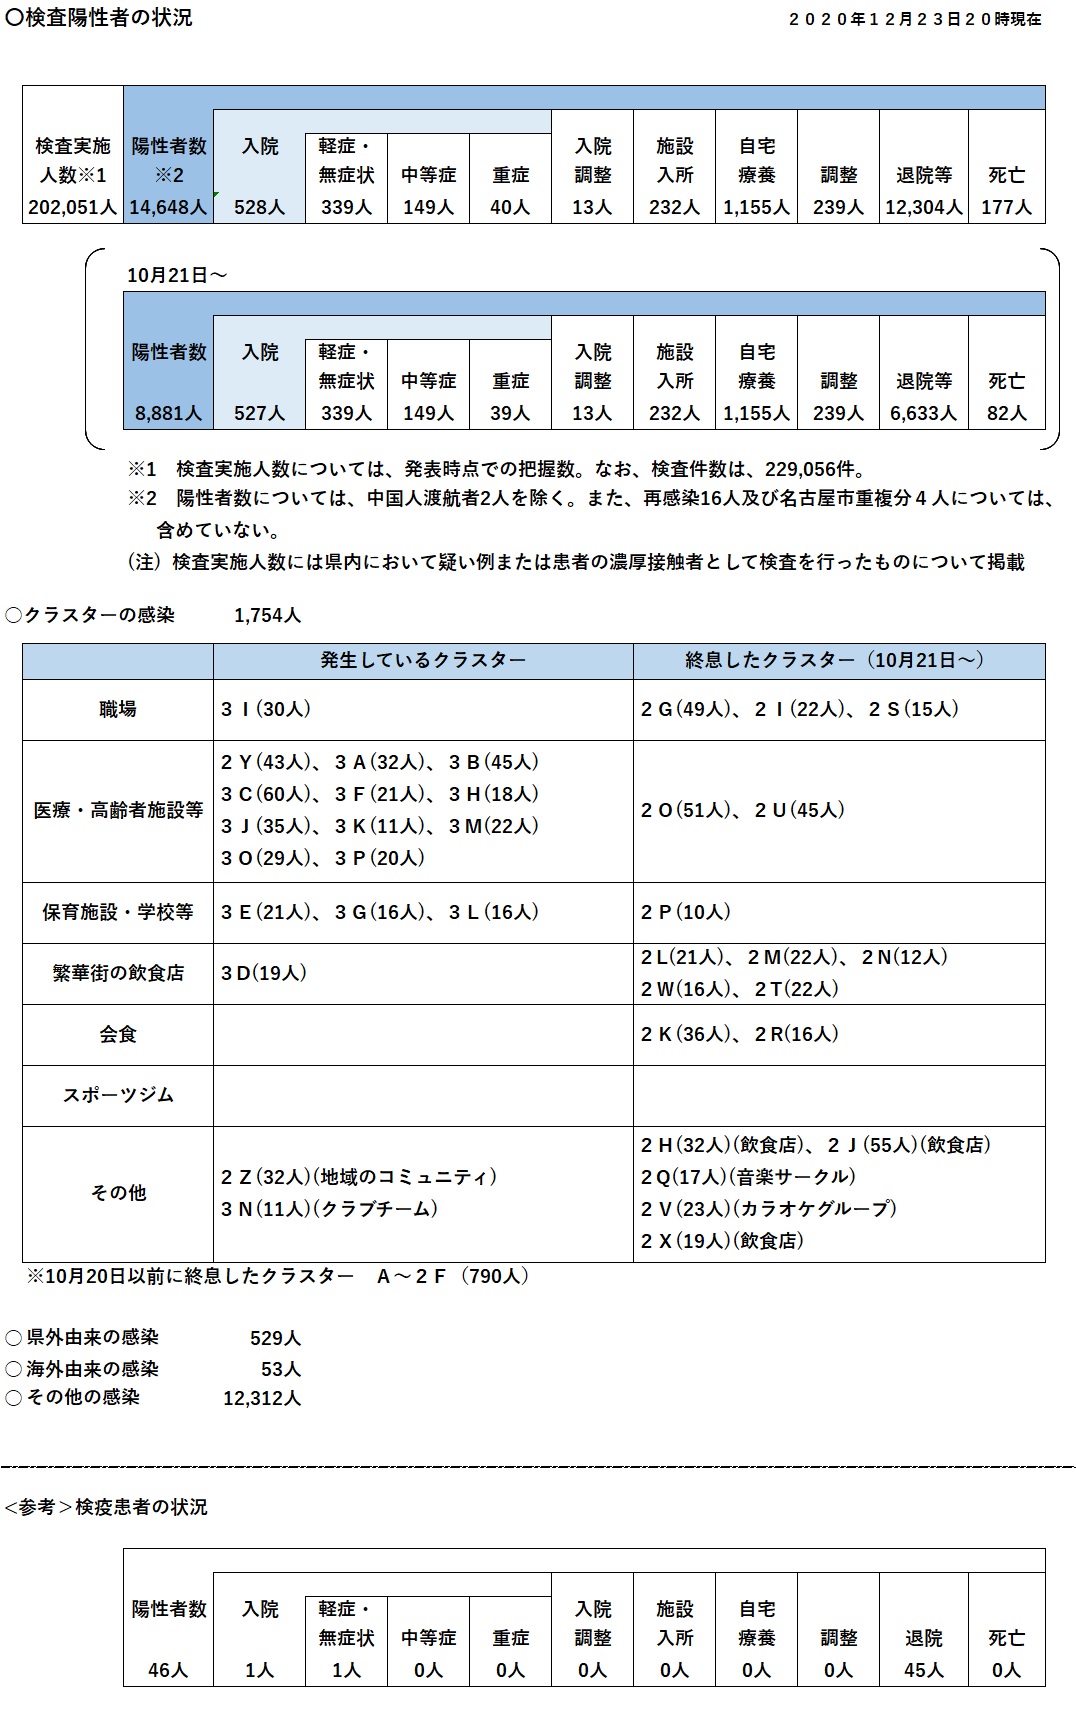 〇検査陽性者の状況
２０２０年１２月２３日２０時現在
検査実施人数※1
陽性者数※2
入院
軽症・無症状
中等症
重症
入院調整
施設入所
自宅療養
調整
退院等
死亡
202,051人 14,648人 528人 339人 149人 40人 13人 232人 1,155人 239人 12,304人 177人
10月21日～
陽性者数
入院
軽症・無症状
中等症
重症
入院調整
施設入所
自宅療養
調整
退院等
死亡
8,881人 527人 339人 149人 39人 13人 232人 1,155人 239人 6,633人 82人
※1　検査実施人数については、発表時点での把握数。なお、検査件数は、229,056件。
※2　陽性者数については、中国人渡航者2人を除く。また、再感染16人及び名古屋市重複分４人については、
含めていない。
（注）検査実施人数には県内において疑い例または患者の濃厚接触者として検査を行ったものについて掲載
○クラスターの感染　1,754人
発生しているクラスター
終息したクラスター（10月21日～）
職場
３Ｉ(30人)
２Ｇ(49人)、２Ｉ(22人)、２Ｓ(15人)
医療・高齢者施設等
２Ｙ(43人)、３Ａ(32人)、３Ｂ(45人)
３Ｃ(60人)、３Ｆ(21人)、３Ｈ(18人)
３Ｊ(35人)、３Ｋ(11人)、３Ｍ(22人)
３Ｏ(29人)、３Ｐ(20人)
２Ｏ(51人)、２Ｕ(45人)
保育施設・学校等
３Ｅ(21人)、３Ｇ(16人)、３Ｌ(16人)
２Ｐ(10人)
繁華街の飲食店
３D(19人)
２L(21人)、２Ｍ(22人)、２N(12人)
２W(16人)、２T(22人)
会食
２Ｋ(36人)、２R(16人)
スポーツジム
その他
２Ｚ(32人)(地域のコミュニティ)
３Ｎ(11人)(クラブチーム)
２Ｈ(32人)(飲食店)、２Ｊ(55人)(飲食店)
２Q(17人)(音楽サークル)
２Ｖ(23人)(カラオケグループ)
２Ｘ(19人)(飲食店)
※10月20日以前に終息したクラスター　Ａ～２Ｆ（790人）
○県外由来の感染　529人
○海外由来の感染　53人
○その他の感染　12,312人
<参考＞検疫患者の状況
陽性者数
入院
軽症・無症状
中等症
重症
入院調整
施設入所
自宅療養
調整
退院
死亡
46人 1人 1人 0人 0人 0人 0人 0人 0人 45人 0人